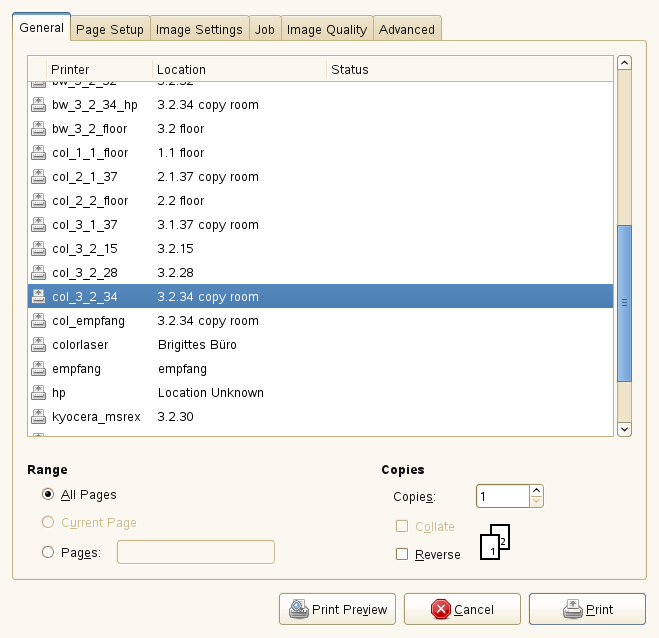 General Page Setup Image Settings Job Image Quality Advanced
Printer Location Status
bw_3_2_32 3.2.32
bw_3_2_34_hp 3.2.34 copy room
bw_3_2_floor 3.2 floor
col_1_1_floor 1.1 floor
col_2_1_37 2.1.37 copy room
col_2_2_floor 2.2 floor
col_3_1_37 3.1.37 copy room
col_3_2_15 3.2.15
col_3_2_28 3.2.28
col_3_2_34 3.2.34 copy room
col_empfang 3.2.34 copy room
colorlaser Brigittes Büro
empfang empfang
hp Location Unknown
kyocera_msrex 3.2.30
Range Copies
All Pages Copies: 1
Current Page Collate
Pages: Reverse 1 2
Print Preview Cancel Print